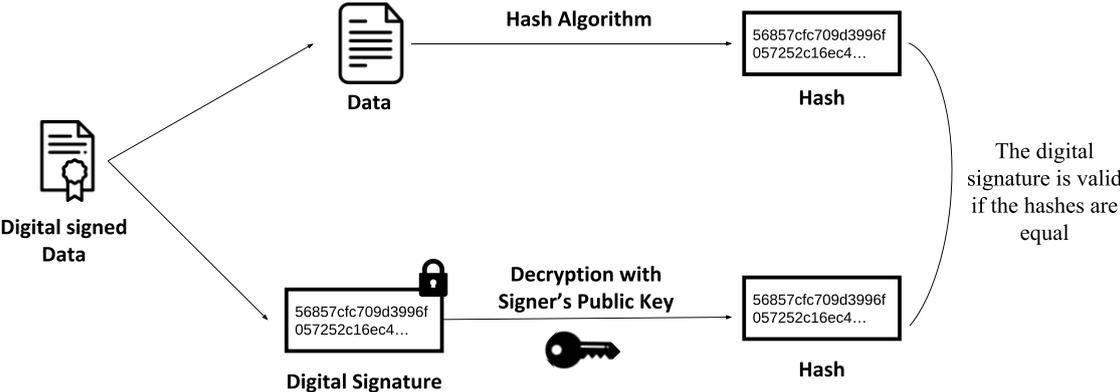 Hash Algorithm
56857cfc709d3996f
057252c16ec4...
Data
Hash
The digital
signature is valid
if the hashes are
equal
Digital signed
Data
Decryption with
Signer's Public Key
56857cfc709d3996f
057252c16ec4...
56857cfc709d3996f
057252c16ec4...
Digital Signature
Hash